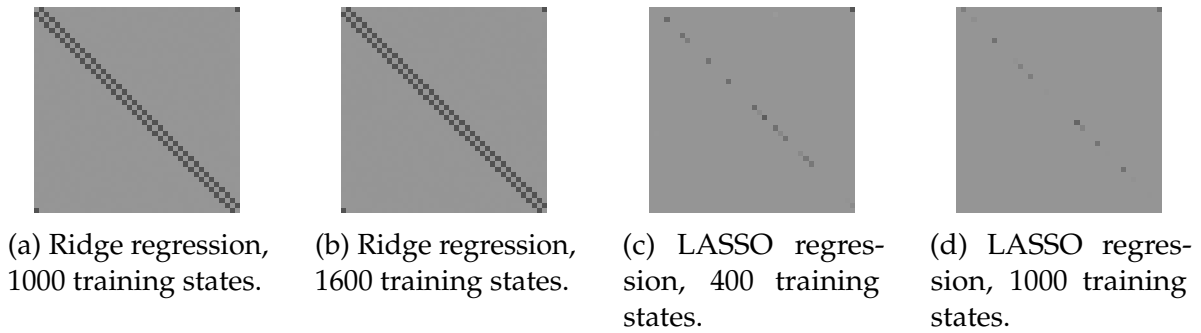 (a) Ridge regression,
1000 training states.
(b) Ridge regression,
1600 training states.
(c) LASSO regres-
sion, 400 training
states.
(d) LASSO regres-
sion, 1000 training
states.